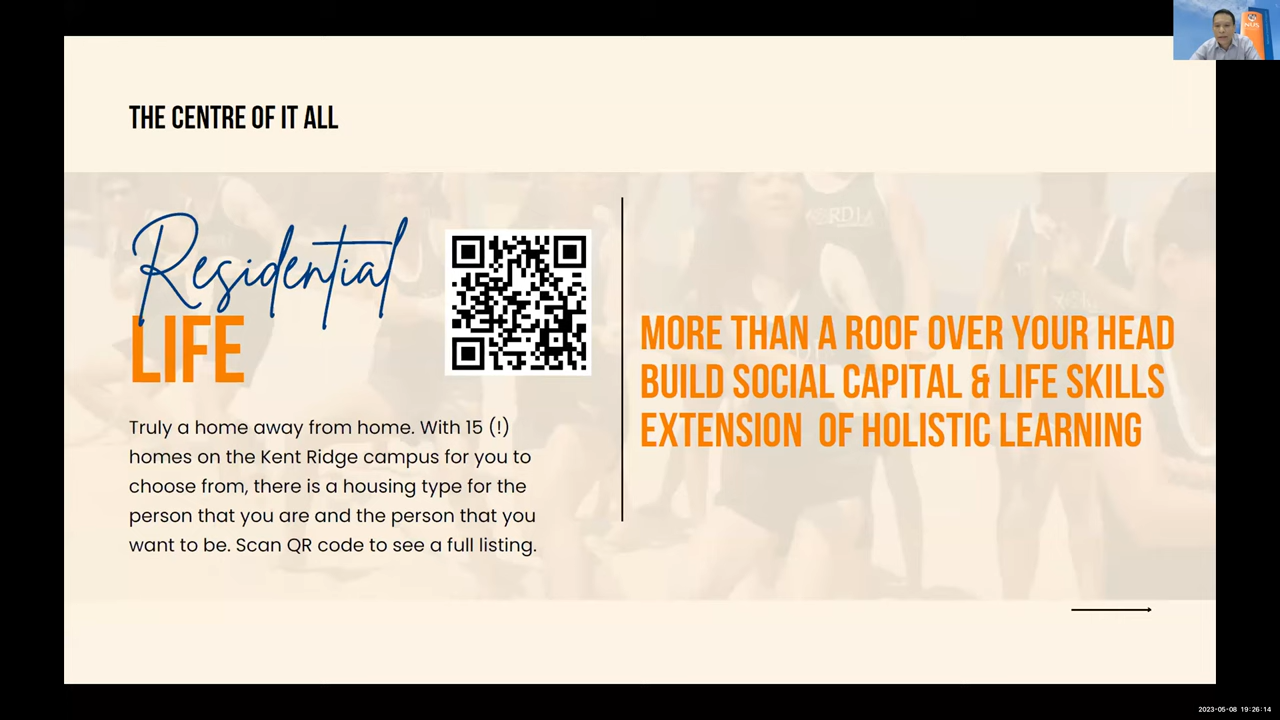 THE CENTRE OF IT ALL
Residential
LIFE
Truly a home away from home. With 15 (!)
homes on the Kent Ridge campus for you to
choose from, there is a housing type for the
person that you are and the person that you
want to be. Scan QR code to see a full listing.
MORE THAN A ROOF OVER YOUR HEAD
BUILD SOCIAL CAPITAL & LIFE SKILLS
EXTENSION OF HOLISTIC LEARNING
NUS
2023-05-08 19:26:14